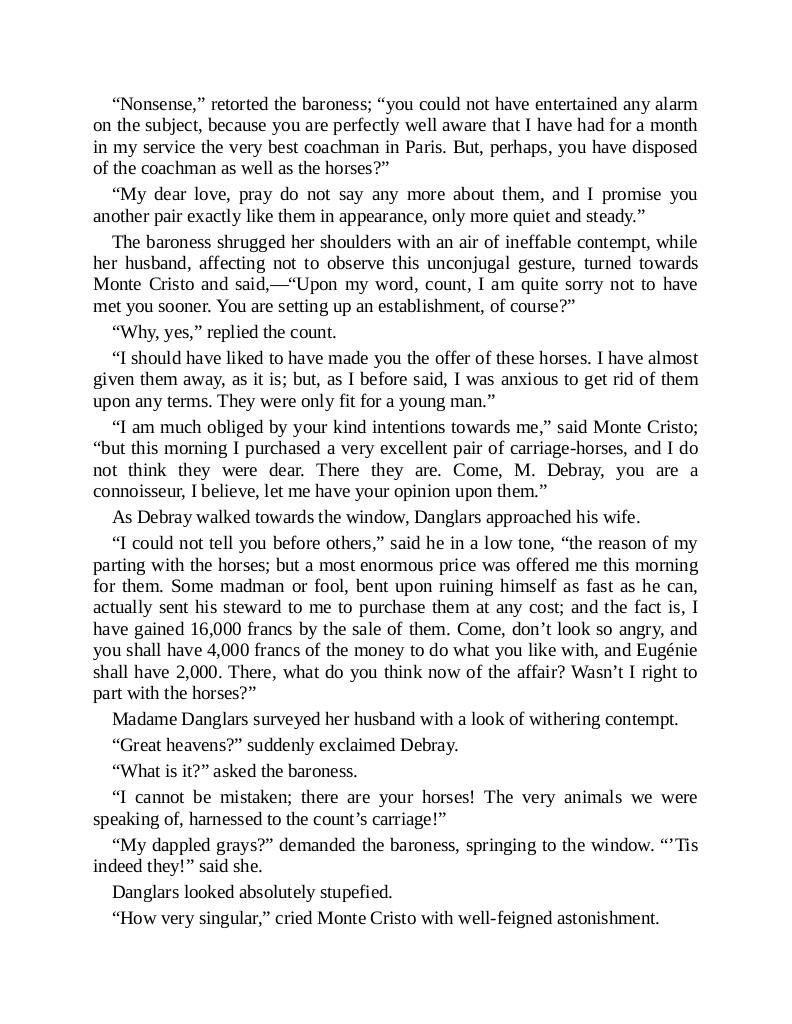 “Nonsense,” retorted the baroness; “you could not have entertained any alarm
on the subject, because you are perfectly well aware that I have had for a month
in my service the very best coachman in Paris. But, perhaps, you have disposed
of the coachman as well as the horses?”
“My dear love, pray do not say any more about them, and I promise you
another pair exactly like them in appearance, only more quiet and steady.”
The baroness shrugged her shoulders with an air of ineffable contempt, while
her husband, affecting not to observe this unconjugal gesture, turned towards
Monte Cristo and said,—“Upon my word, count, I am quite sorry not to have
met you sooner. You are setting up an establishment, of course?”
“Why, yes,” replied the count.
“I should have liked to have made you the offer of these horses. I have almost
given them away, as it is; but, as I before said, I was anxious to get rid of them
upon any terms. They were only fit for a young man.”
“I am much obliged by your kind intentions towards me,” said Monte Cristo;
“but this morning I purchased a very excellent pair of carriage-horses, and I do
not think they were dear. There they are. Come, M. Debray, you are a
connoisseur, I believe, let me have your opinion upon them.”
As Debray walked towards the window, Danglars approached his wife.
“I could not tell you before others,” said he in a low tone, “the reason of my
parting with the horses; but a most enormous price was offered me this morning
for them. Some madman or fool, bent upon ruining himself as fast as he can,
actually sent his steward to me to purchase them at any cost; and the fact is, I
have gained 16,000 francs by the sale of them. Come, don’t look so angry, and
you shall have 4,000 francs of the money to do what you like with, and Eugénie
shall have 2,000. There, what do you think now of the affair? Wasn’t I right to
part with the horses?”
Madame Danglars surveyed her husband with a look of withering contempt.
“Great heavens?” suddenly exclaimed Debray.
“What is it?” asked the baroness.
“I cannot be mistaken; there are your horses! The very animals we were
speaking of, harnessed to the count’s carriage!”
“My dappled grays?” demanded the baroness, springing to the window. “’Tis
indeed they!” said she.
Danglars looked absolutely stupefied.
“How very singular,” cried Monte Cristo with well-feigned astonishment.